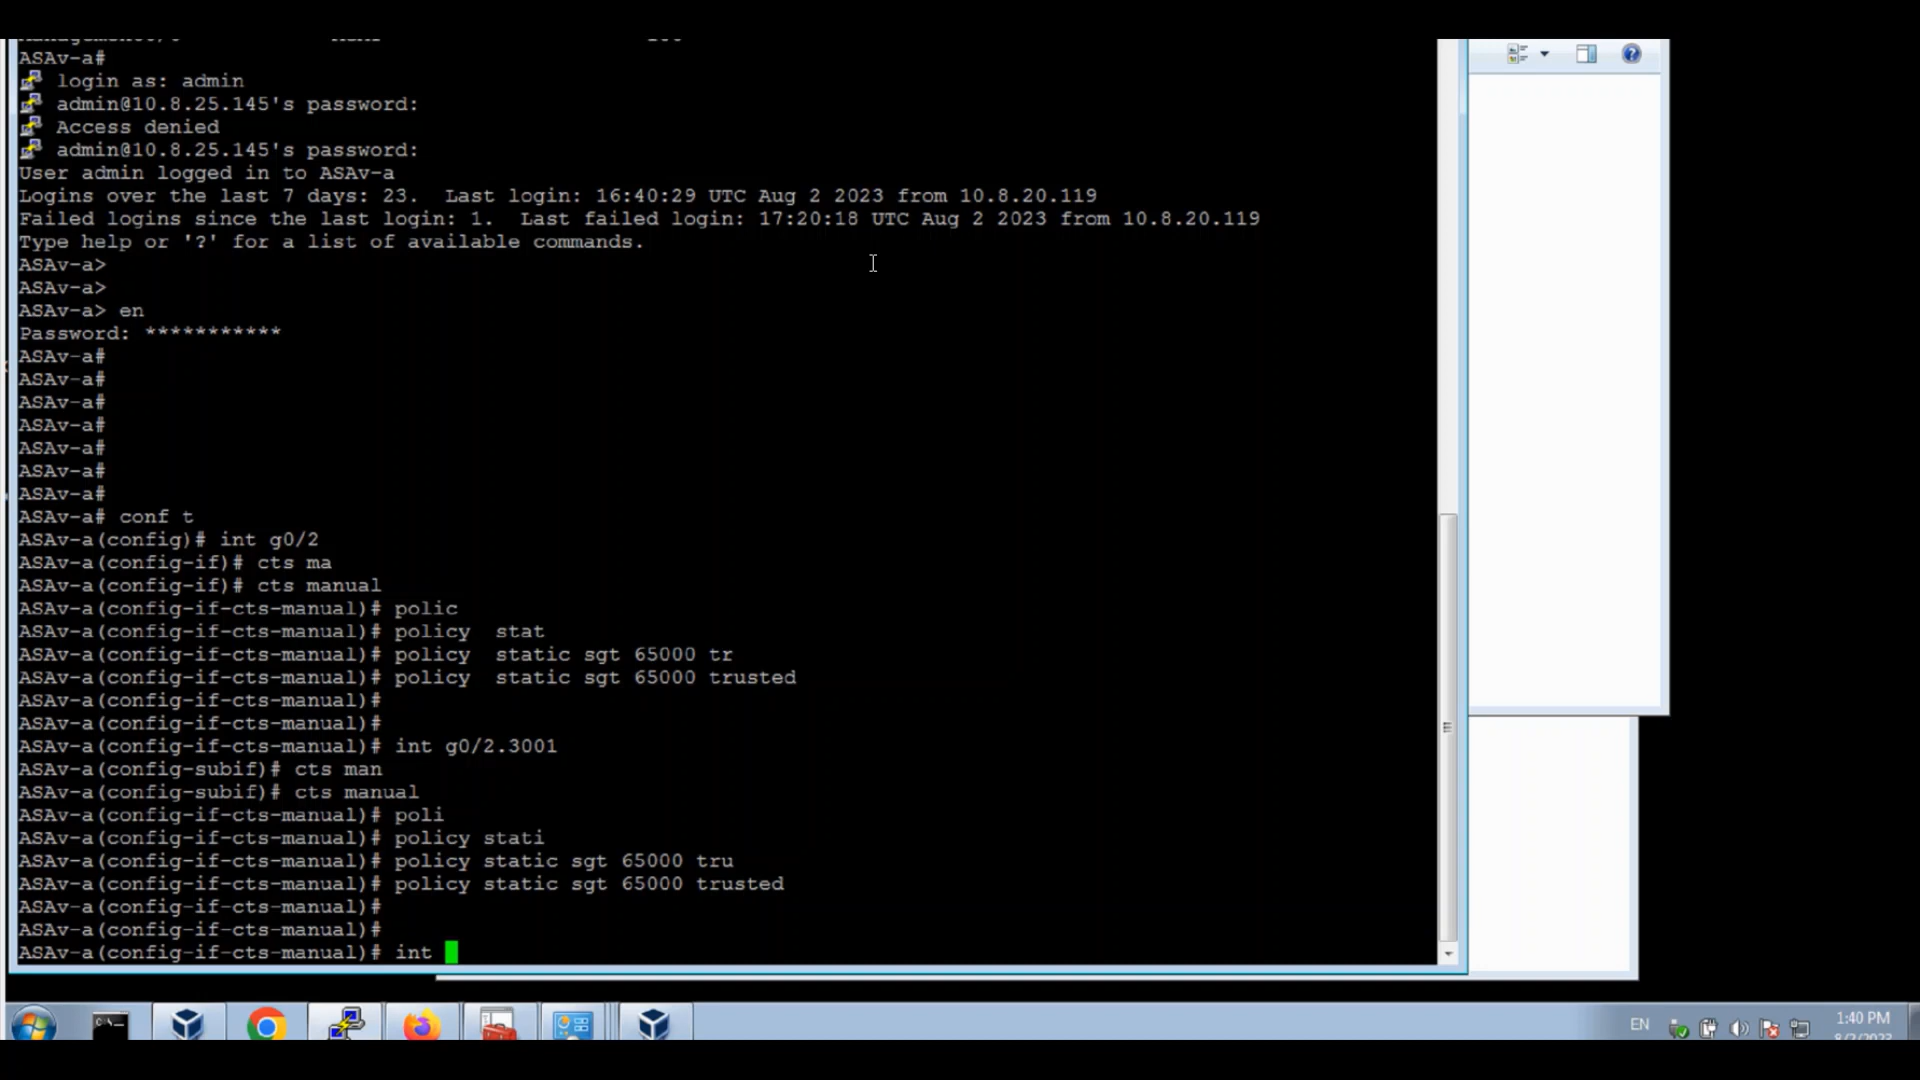 ASAv-a#
login as: admin
admin@10.8.25.145's password:
Access denied
admin@10.8.25.145's password:
User admin logged in to ASAv-a
Logins over the last 7 days: 23.  Last login: 16:40:29 UTC Aug 2 2023 from 10.8.20.119
Failed logins since the last login: 1.  Last failed login: 17:20:18 UTC Aug 2 2023 from 10.8.20.119
Type help or '?' for a list of available commands.
ASAv-a>
ASAv-a>
ASAv-a> en
Password: ***********
ASAv-a#
ASAv-a#
ASAv-a#
ASAv-a#
ASAv-a#
ASAv-a#
ASAv-a#
ASAv-a# conf t
ASAv-a(config)# int g0/2
ASAv-a(config-if)# cts ma
ASAv-a(config-if)# cts manual
ASAv-a(config-if-cts-manual)# polic
ASAv-a(config-if-cts-manual)# policy  stat
ASAv-a(config-if-cts-manual)# policy  static sgt 65000 tr
ASAv-a(config-if-cts-manual)# policy  static sgt 65000 trusted
ASAv-a(config-if-cts-manual)#
ASAv-a(config-if-cts-manual)#
ASAv-a(config-if-cts-manual)# int g0/2.3001
ASAv-a(config-subif)# cts man
ASAv-a(config-subif)# cts manual
ASAv-a(config-if-cts-manual)# poli
ASAv-a(config-if-cts-manual)# policy stati
ASAv-a(config-if-cts-manual)# policy static sgt 65000 tru
ASAv-a(config-if-cts-manual)# policy static sgt 65000 trusted
ASAv-a(config-if-cts-manual)#
ASAv-a(config-if-cts-manual)#
ASAv-a(config-if-cts-manual)# int
EN
1:40 PM